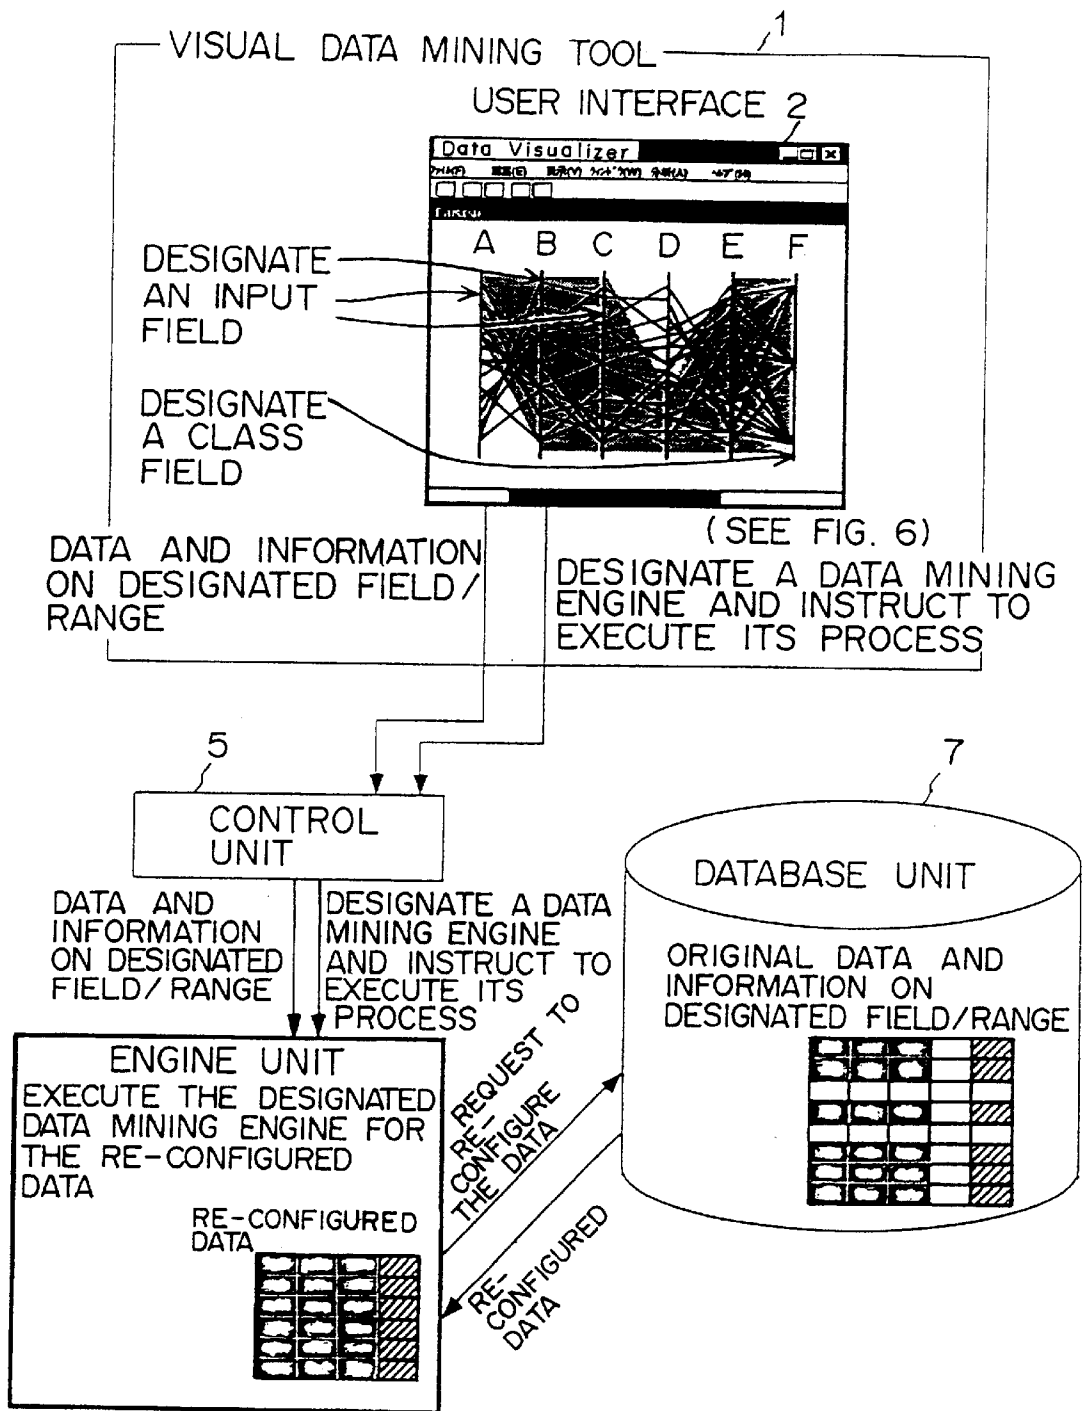 1
VISUAL DATA MINING TOOL
USER INTERFACE 2
Data Visualizer
A B C D E F
DESIGNATE
AN INPUT
FIELD
DESIGNATE
A CLASS
FIELD
(SEE FIG. 6)
DATA AND INFORMATION
ON DESIGNATED FIELD/
RANGE
DESIGNATE A DATA MINING
ENGINE AND INSTRUCT TO
EXECUTE ITS PROCESS
5
CONTROL
UNIT
7
DATABASE UNIT
ORIGINAL DATA AND
INFORMATION ON
DESIGNATED FIELD/RANGE
DATA AND
INFORMATION
ON DESIGNATED
FIELD/RANGE
DESIGNATE A DATA
MINING ENGINE
AND INSTRUCT TO
EXECUTE ITS
PROCESS
ENGINE UNIT
EXECUTE THE DESIGNATED
DATA MINING ENGINE FOR
THE RE-CONFIGURED
DATA
RE-CONFIGURED
DATA
REQUEST TO
RE-
CONFIGURE
THE DATA
RE-
CONFIGURED
DATA